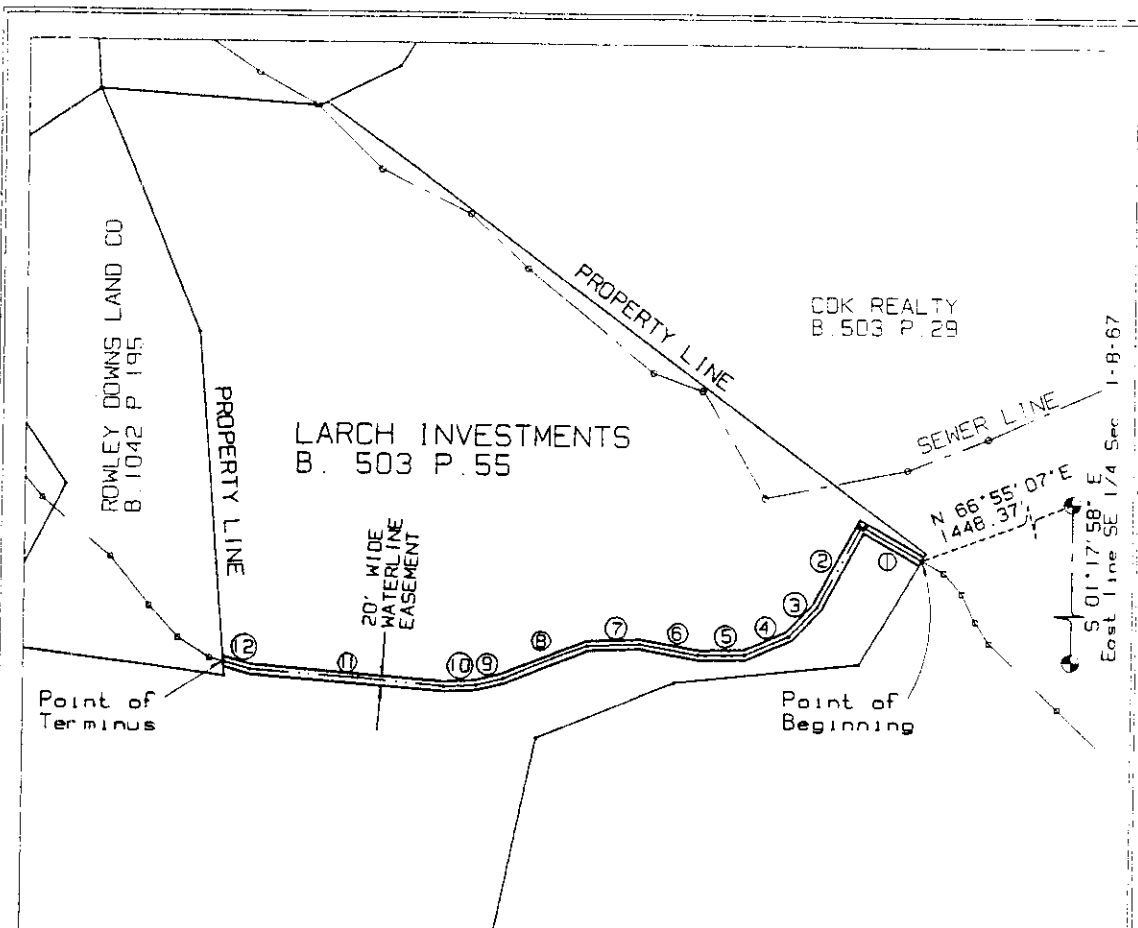 ROWLEY DOWNS LAND CO
B. 1042 P 195
PROPERTY LINE
PROPERTY LINE
CDK REALTY
B.503 P.29
LARCH INVESTMENTS
B. 503 P.55
SEWER LINE
N 66°55'07"E
1448.37'
S 01°17'58" E
East line SE 1/4 Sec 1-8-67
20' WIDE
WATERLINE
EASEMENT
1
2
3
4
5
6
7
8
9
10
11
12
Point of
Terminus
Point of
Beginning